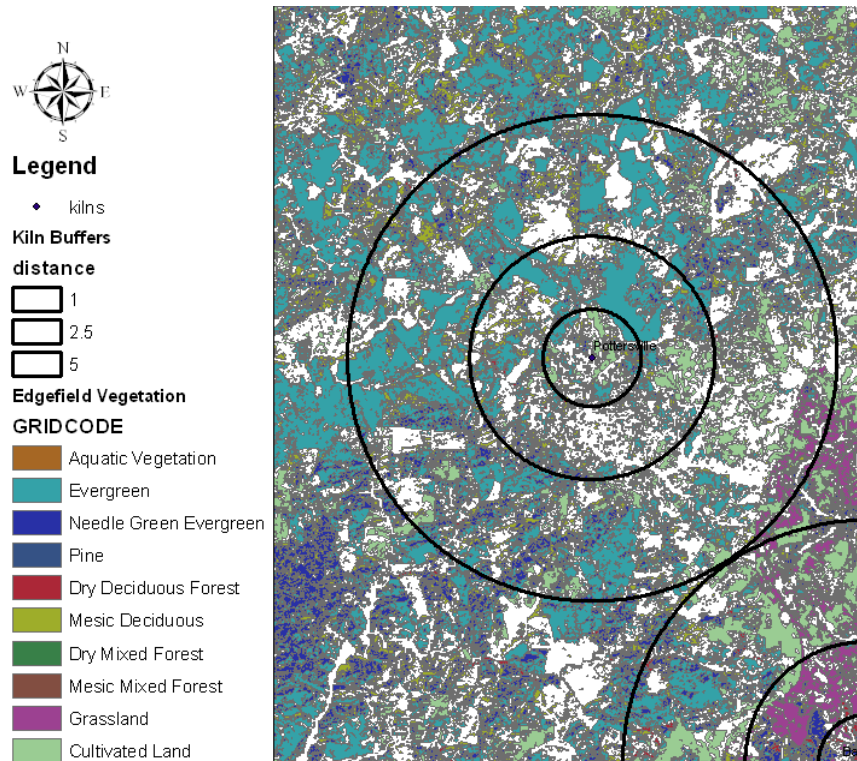 N
W
E
S
Legend
kilns
Kiln Buffers
distance
1
2.5
5
Edgefield Vegetation
GRIDCODE
Aquatic Vegetation
Evergreen
Needle Green Evergreen
Pine
Dry Deciduous Forest
Mesic Deciduous
Dry Mixed Forest
Mesic Mixed Forest
Grassland
Cultivated Land
Pottersville
Ba